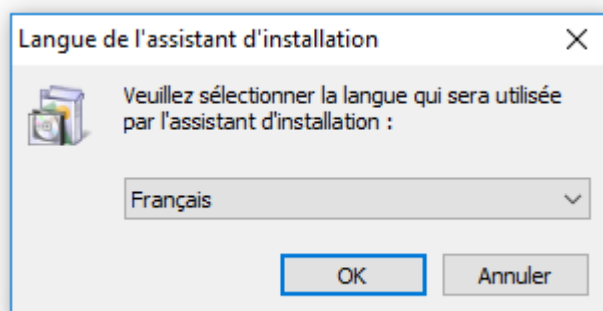 Langue de l'assistant d'installation
Veuillez sélectionner la langue qui sera utilisée
par l'assistant d'installation :
Français
OK
Annuler